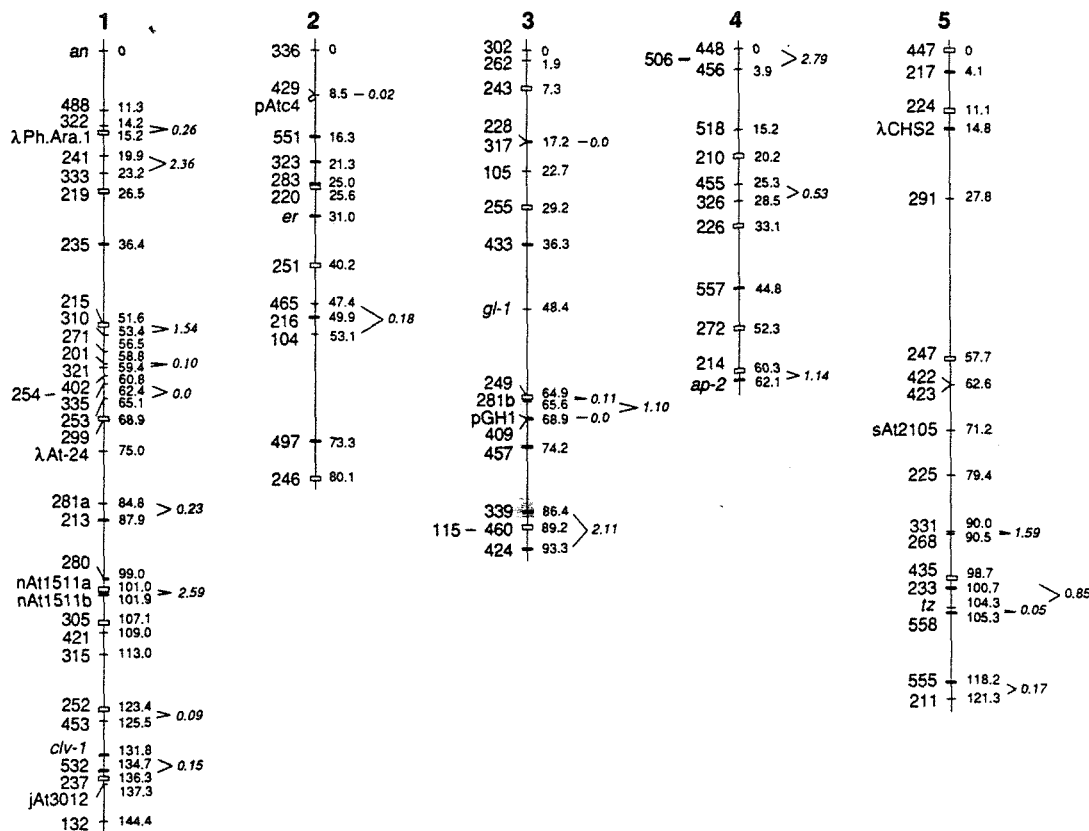 1
an 0
488 11.3
322 14.2
λPh.Ara.1 15.2 > 0.26
241 19.9
333 23.2 > 2.36
219 26.5
235 36.4
215
310 51.6
271 53.4 > 1.54
56.5
201 58.8
321 59.4 > 0.10
402 60.8
254 – 62.4 > 0.0
335 65.1
253 68.9
299
λAt-24 75.0
281a 84.8
213 87.9 > 0.23
280
nAt1511a 99.0
101.0
nAt1511b 101.9 > 2.59
305 107.1
421 109.0
315 113.0
252 123.4
453 125.5 > 0.09
clv-1 131.8
532 134.7 > 0.15
237 136.3
jAt3012 137.3
132 144.4
2
336 0
429
pAtc4 8.5 – 0.02
551 16.3
323 21.3
283 25.0
220 25.6
er 31.0
251 40.2
465 47.4
216 49.9 > 0.18
104 53.1
497 73.3
246 80.1
3
302 0
262 1.9
243 7.3
228
317 17.2 – 0.0
105 22.7
255 29.2
433 36.3
gl-1 48.4
249 64.9
281b 65.6 > 0.11 > 1.10
pGH1 68.9 – 0.0
409
457 74.2
339 86.4
115 – 460 89.2 > 2.11
424 93.3
4
448 0
506 – > 2.79
456 3.9
518 15.2
210 20.2
455 25.3
326 28.5 > 0.53
226 33.1
557 44.8
272 52.3
214 60.3
ap-2 62.1 > 1.14
5
447 0
217 4.1
224 11.1
λCHS2 14.8
291 27.8
247 57.7
422
423 62.6
sAt2105 71.2
225 79.4
331 90.0
268 90.5 > 1.59
435 98.7
233 100.7 > 0.85
tz 104.3
558 105.3 > 0.05
555 118.2
211 121.3 > 0.17